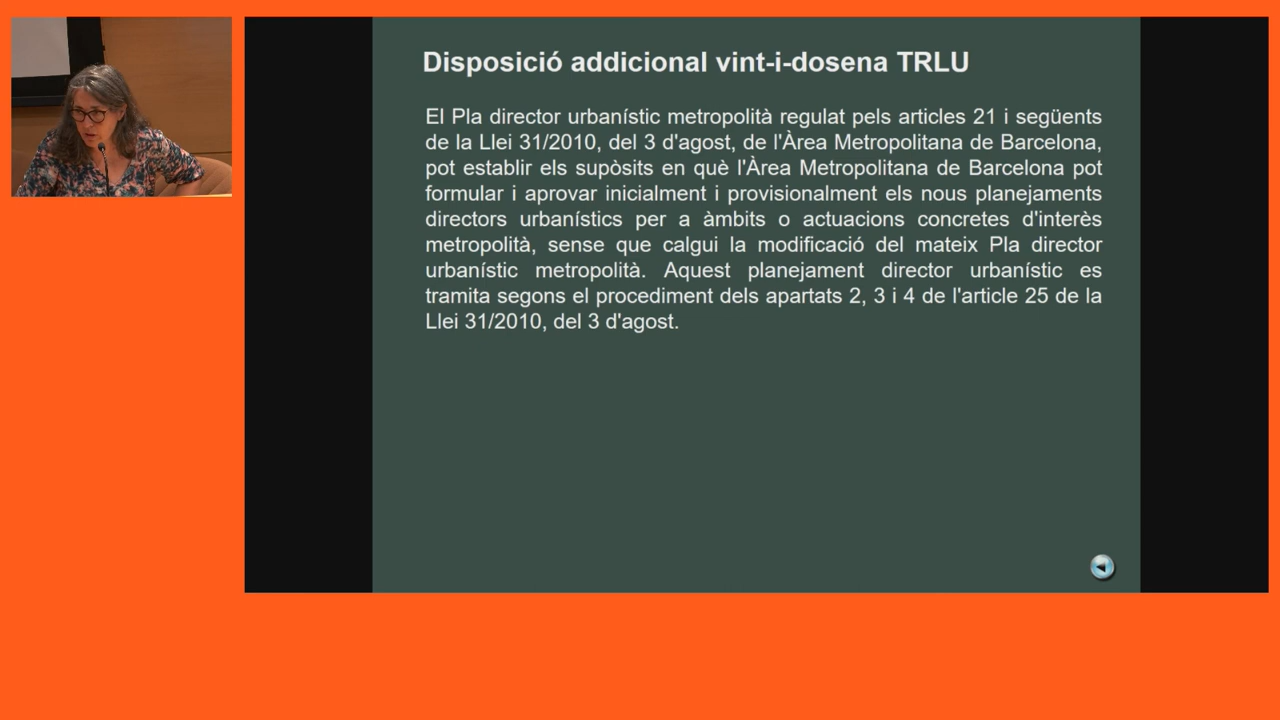 Disposició addicional vint-i-dosena TRLU
El Pla director urbanístic metropolità regulat pels articles 21 i següents
de la Llei 31/2010, del 3 d'agost, de l'Àrea Metropolitana de Barcelona,
pot establir els supòsits en què l'Àrea Metropolitana de Barcelona pot
formular i aprovar inicialment i provisionalment els nous planejaments
directors urbanístics per a àmbits o actuacions concretes d'interès
metropolità, sense que calgui la modificació del mateix Pla director
urbanístic metropolità. Aquest planejament director urbanístic es
tramita segons el procediment dels apartats 2, 3 i 4 de l'article 25 de la
Llei 31/2010, del 3 d'agost.